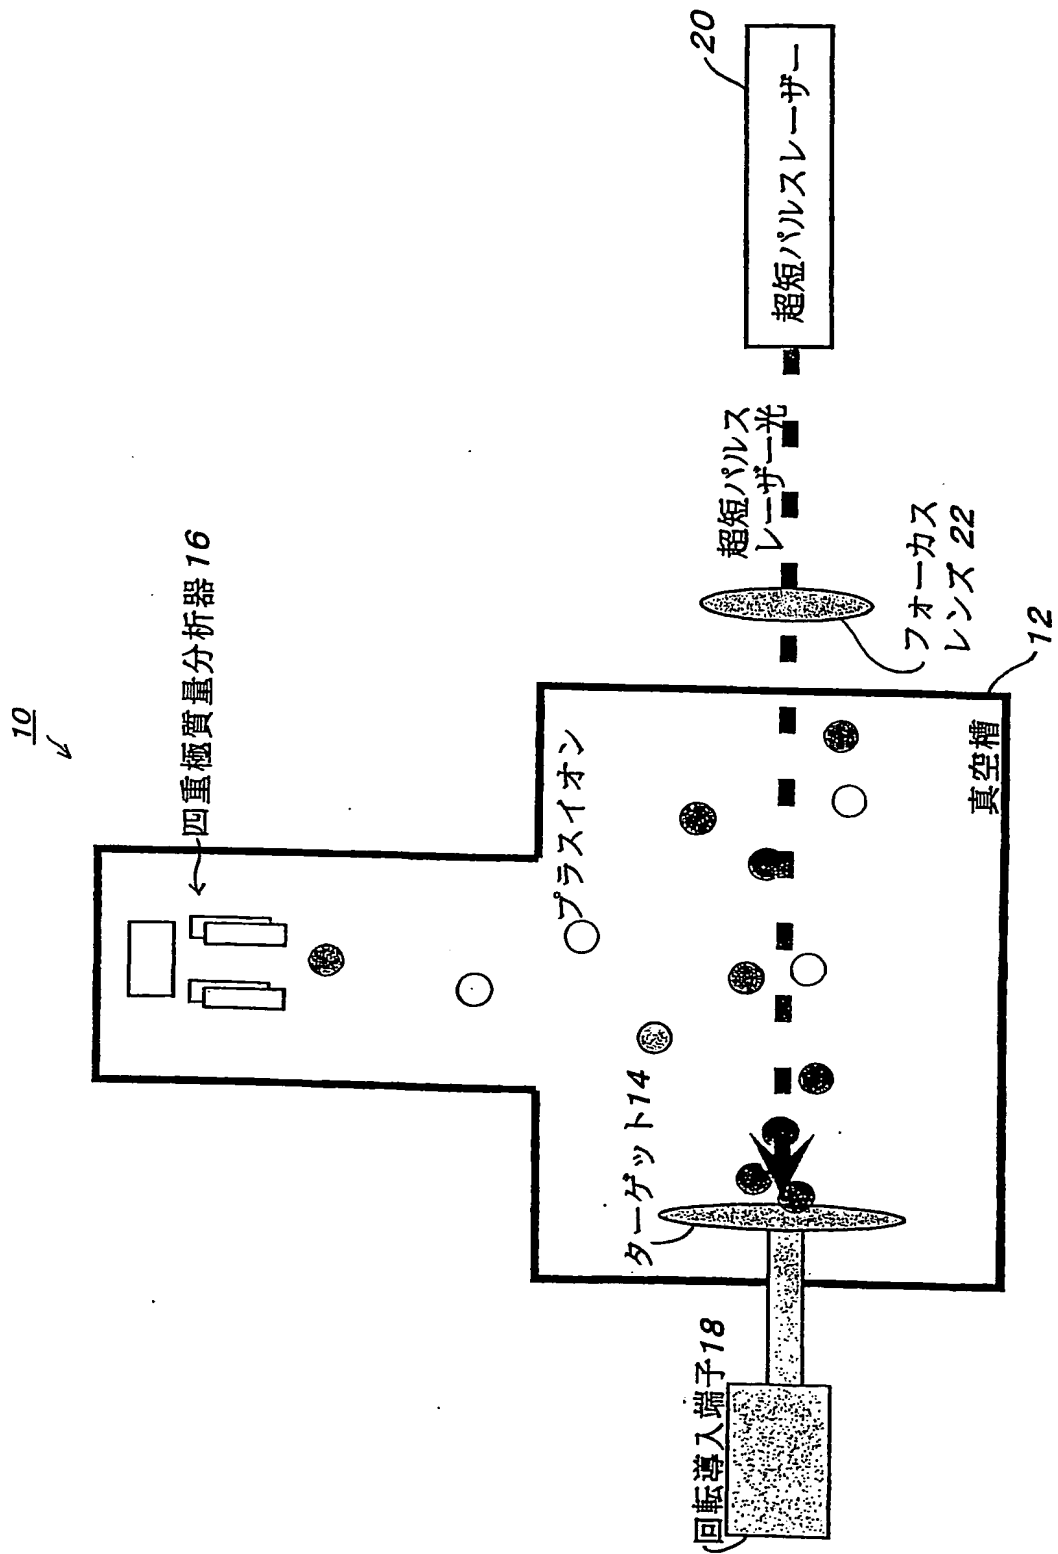 10
四重極質量分析器16
プラスイオン
ターゲット14
回転導入端子18
超短パルス
レーザー光
20
超短パルスレーザー
フォーカス
レンズ 22
真空槽
12